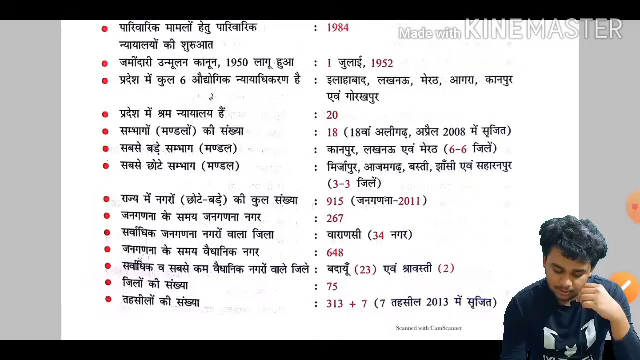 Made with KINEMASTER
पारिवारिक मामलों हेतु पारिवारिक : 1984
न्यायालयों की शुरुआत
जमींदारी उन्मूलन कानून, 1950 लागू हुआ : 1 जुलाई, 1952
प्रदेश में कुल 6 औद्योगिक न्यायाधिकरण है : इलाहाबाद, लखनऊ, मेरठ, आगरा, कानपुर
एवं गोरखपुर
प्रदेश में श्रम न्यायालय हैं : 20
सम्भागों (मण्डलों) की संख्या : 18 (18वां अलीगढ़, अप्रैल 2008 में सृजित)
सबसे बड़े सम्भाग (मण्डल) : कानपुर, लखनऊ एवं मेरठ (6-6 जिलें)
सबसे छोटे सम्भाग (मण्डल) : मिर्जापुर, आजमगढ़, बस्ती, झाँसी एवं सहारनपुर
(3-3 जिलें)
राज्य में नगरों (छोटे-बड़े) की कुल संख्या : 915 (जनगणना-2011)
जनगणना के समय जनगणना नगर : 267
सर्वाधिक जनगणना नगरों वाला जिला : वाराणसी (34 नगर)
जनगणना के समय वैधानिक नगर : 648
सर्वाधिक व सबसे कम वैधानिक नगरों वाले जिले : बदायूँ (23) एवं श्रावस्ती (2)
जिलों की संख्या : 75
तहसीलों की संख्या : 313 + 7 (7 तहसील 2013 में सृजित)
Scanned with CamScanner